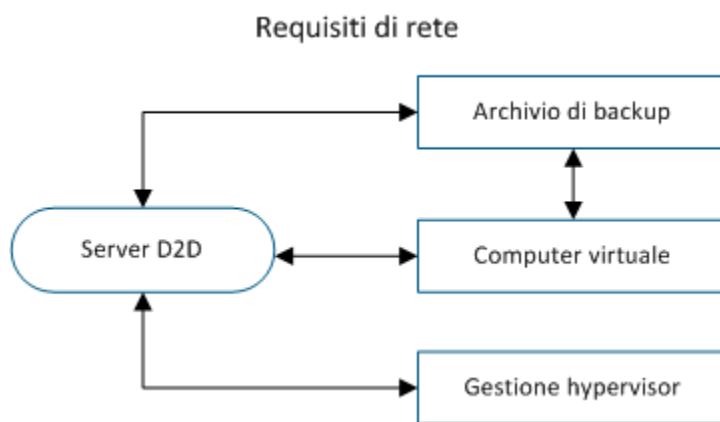 Requisiti di rete
Archivio di backup
Server D2D
Computer virtuale
Gestione hypervisor